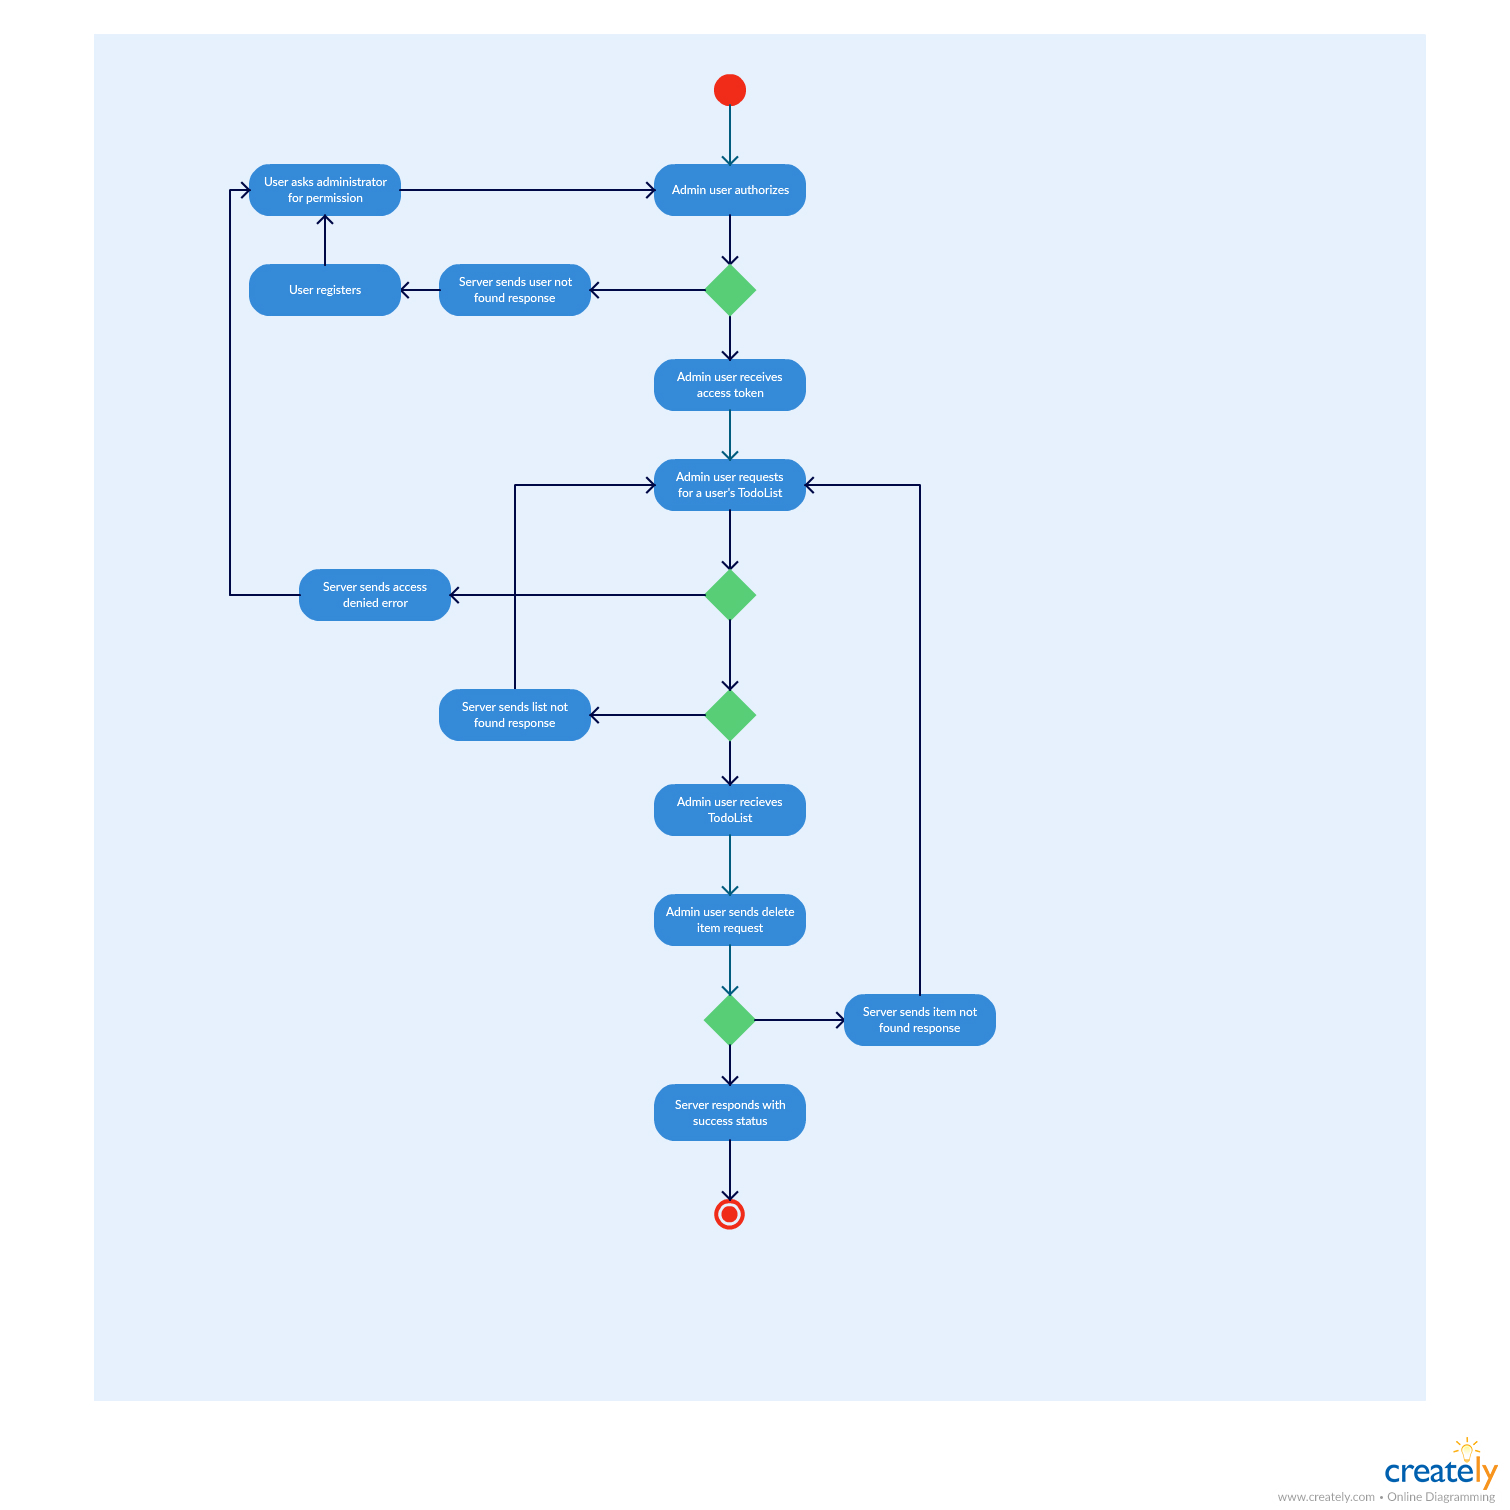 User asks administrator
for permission
Admin user authorizes
User registers
Server sends user not
found response
Admin user receives
access token
Admin user requests
for a user's TodoList
Server sends access
denied error
Server sends list not
found response
Admin user recieves
TodoList
Admin user sends delete
item request
Server sends item not
found response
Server responds with
success status
creately
www.creately.com • Online Diagramming